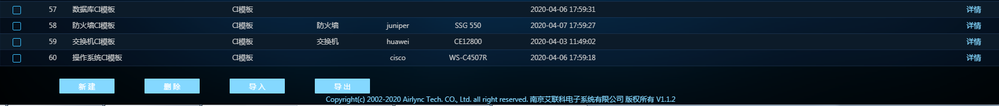 57 数据库CI模板 CI模板 2020-04-06 17:59:31 详情
58 防火墙CI模板 CI模板 防火墙 juniper SSG 550 2020-04-07 17:59:27 详情
59 交换机CI模板 CI模板 交换机 huawei CE12800 2020-04-03 11:49:02 详情
60 操作系统CI模板 CI模板 cisco WS-C4507R 2020-04-06 17:59:18 详情
新 建 删 除 导 入 导 出
Copyright(c) 2002-2020 Airlync Tech. CO., Ltd. all right reserved. 南京艾联科电子系统有限公司 版权所有 V1.1.2